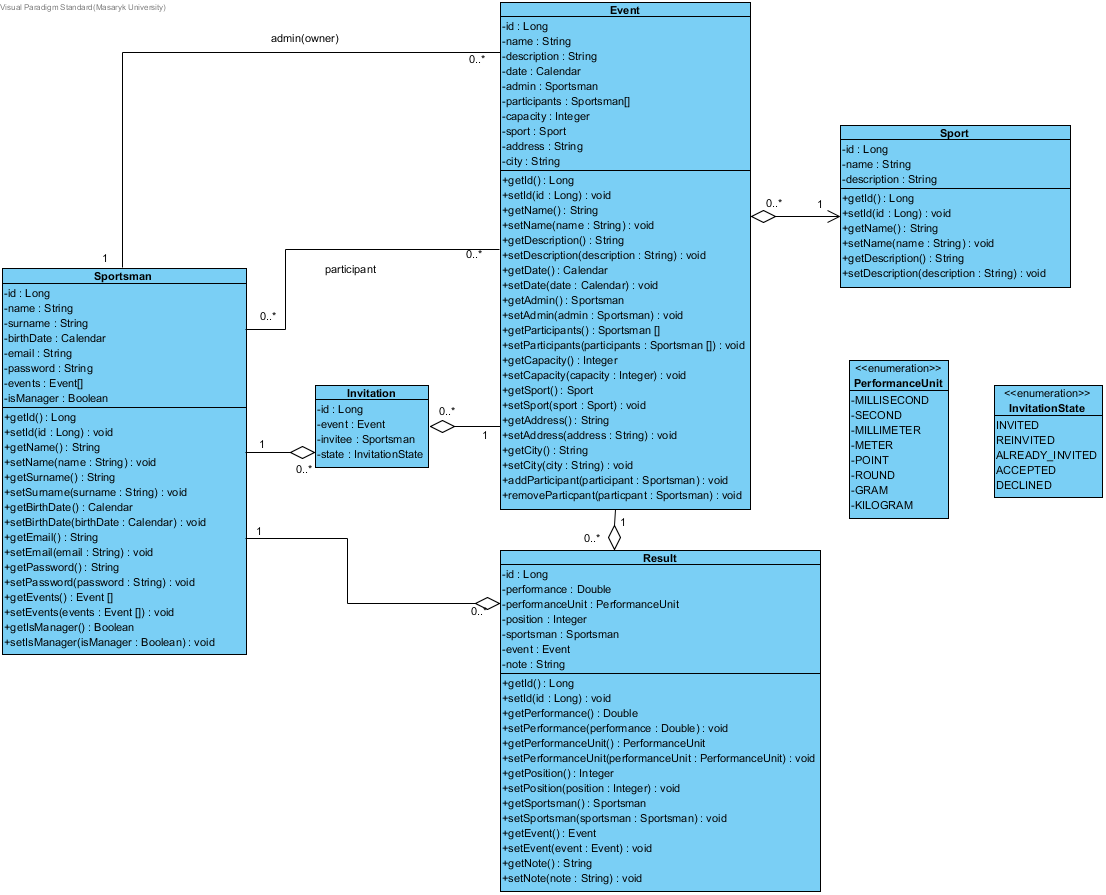 Visual Paradigm Standard(Masaryk University)
admin(owner)
0..*
1
participant
0..*
0..*
Event
-id : Long
-name : String
-description : String
-date : Calendar
-admin : Sportsman
-participants : Sportsman[]
-capacity : Integer
-sport : Sport
-address : String
-city : String
+getId() : Long
+setId(id : Long) : void
+getName() : String
+setName(name : String) : void
+getDescription() : String
+setDescription(description : String) : void
+getDate() : Calendar
+setDate(date : Calendar) : void
+getAdmin() : Sportsman
+setAdmin(admin : Sportsman) : void
+getParticipants() : Sportsman []
+setParticipants(participants : Sportsman []) : void
+getCapacity() : Integer
+setCapacity(capacity : Integer) : void
+getSport() : Sport
+setSport(sport : Sport) : void
+getAddress() : String
+setAddress(address : String) : void
+getCity() : String
+setCity(city : String) : void
+addParticipant(participant : Sportsman) : void
+removeParticpant(particpant : Sportsman) : void
0..*
1
Sport
-id : Long
-name : String
-description : String
+getId() : Long
+setId(id : Long) : void
+getName() : String
+setName(name : String) : void
+getDescription() : String
+setDescription(description : String) : void
Sportsman
-id : Long
-name : String
-surname : String
-birthDate : Calendar
-email : String
-password : String
-events : Event[]
-isManager : Boolean
+getId() : Long
+setId(id : Long) : void
+getName() : String
+setName(name : String) : void
+getSurname() : String
+setSurname(surname : String) : void
+getBirthDate() : Calendar
+setBirthDate(birthDate : Calendar) : void
+getEmail() : String
+setEmail(email : String) : void
+getPassword() : String
+setPassword(password : String) : void
+getEvents() : Event []
+setEvents(events : Event []) : void
+getIsManager() : Boolean
+setIsManager(isManager : Boolean) : void
Invitation
-id : Long
-event : Event
-invitee : Sportsman
-state : InvitationState
0..*
1
1
0..*
<<enumeration>>
PerformanceUnit
-MILLISECOND
-SECOND
-MILLIMETER
-METER
-POINT
-ROUND
-GRAM
-KILOGRAM
<<enumeration>>
InvitationState
INVITED
REINVITED
ALREADY_INVITED
ACCEPTED
DECLINED
1
0..*
1
0..*
Result
-id : Long
-performance : Double
-performanceUnit : PerformanceUnit
-position : Integer
-sportsman : Sportsman
-event : Event
-note : String
+getId() : Long
+setId(id : Long) : void
+getPerformance() : Double
+setPerformance(performance : Double) : void
+getPerformanceUnit() : PerformanceUnit
+setPerformanceUnit(performanceUnit : PerformanceUnit) : void
+getPosition() : Integer
+setPosition(position : Integer) : void
+getSportsman() : Sportsman
+setSportsman(sportsman : Sportsman) : void
+getEvent() : Event
+setEvent(event : Event) : void
+getNote() : String
+setNote(note : String) : void